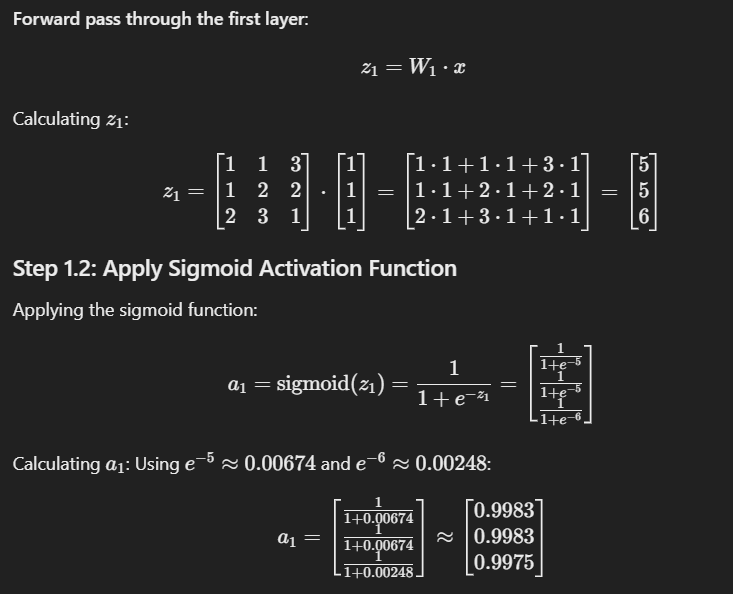 Forward pass through the first layer:
z₁ = W₁ · x
Calculating z₁:
z₁ = [1 1 3; 1 2 2; 2 3 1] · [1; 1; 1] = [1·1+1·1+3·1; 1·1+2·1+2·1; 2·1+3·1+1·1] = [5; 5; 6]
Step 1.2: Apply Sigmoid Activation Function
Applying the sigmoid function:
a₁ = sigmoid(z₁) = 1/(1 + e^(−z₁)) = [1/(1+e^(−5)); 1/(1+e^(−5)); 1/(1+e^(−6))]
Calculating a₁: Using e^(−5) ≈ 0.00674 and e^(−6) ≈ 0.00248:
a₁ = [1/(1+0.00674); 1/(1+0.00674); 1/(1+0.00248)] ≈ [0.9983; 0.9983; 0.9975]